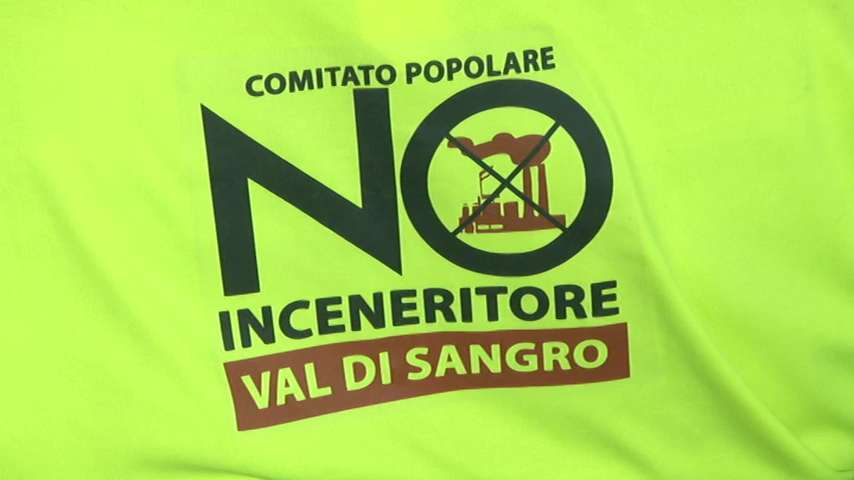 COMITATO POPOLARE
NO
INCENERITORE
VAL DI SANGRO